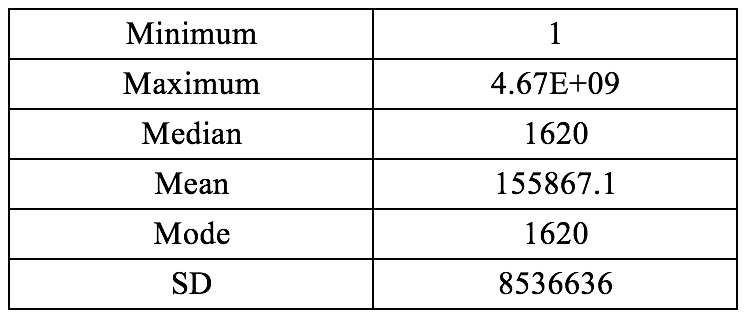 Minimum 1
Maximum 4.67E+09
Median 1620
Mean 155867.1
Mode 1620
SD 8536636